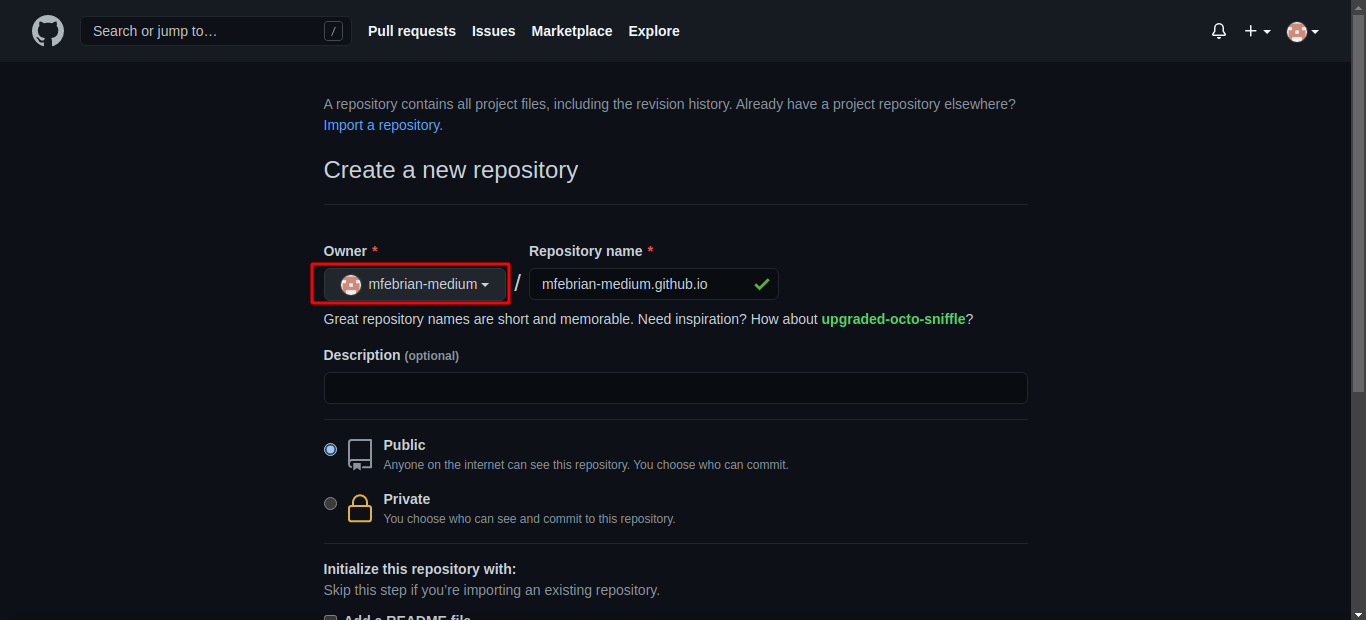 Search or jump to…
/
Pull requests
Issues
Marketplace
Explore
A repository contains all project files, including the revision history. Already have a project repository elsewhere?
Import a repository.
Create a new repository
Owner *
Repository name *
mfebrian-medium
/
mfebrian-medium.github.io
Great repository names are short and memorable. Need inspiration? How about upgraded-octo-sniffle?
Description (optional)
Public
Anyone on the internet can see this repository. You choose who can commit.
Private
You choose who can see and commit to this repository.
Initialize this repository with:
Skip this step if you’re importing an existing repository.
Add a README file